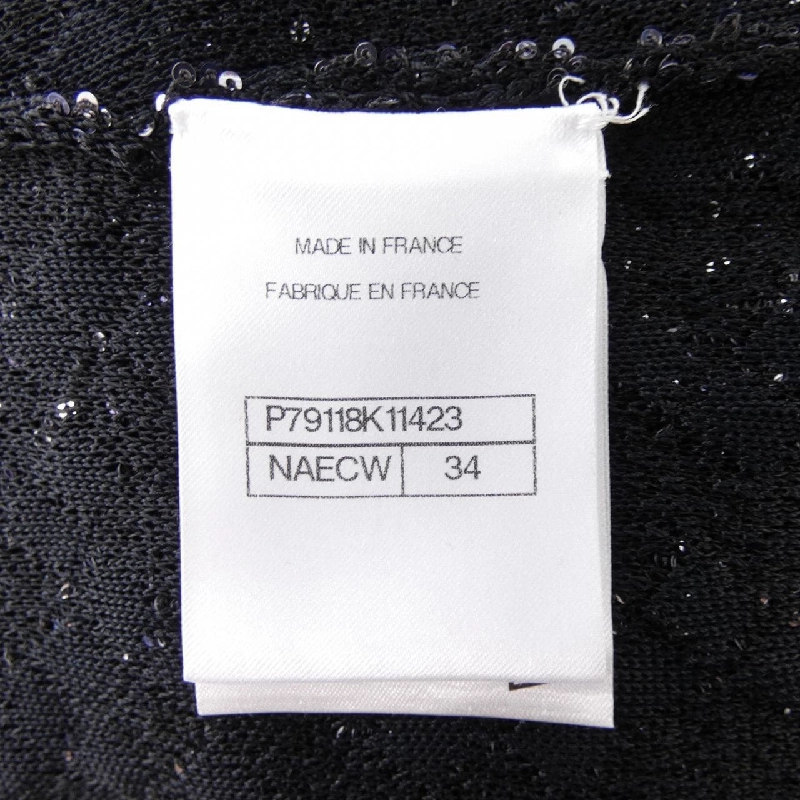 MADE IN FRANCE
FABRIQUE EN FRANCE
P79118K11423
NAECW 34